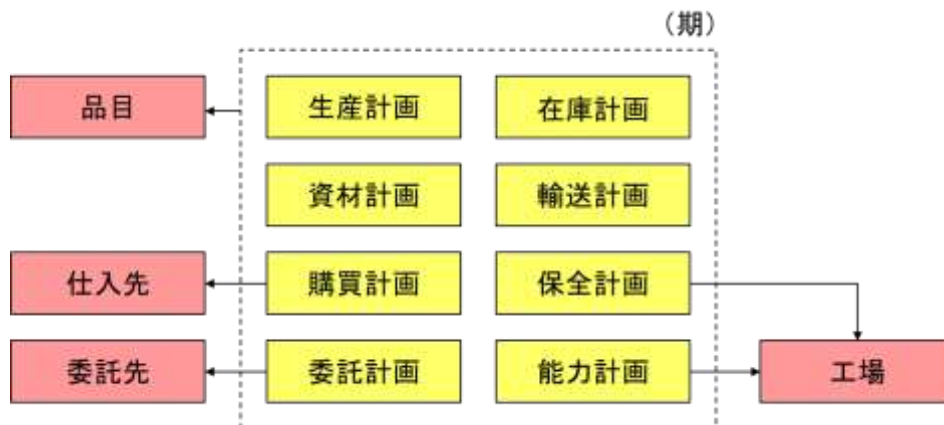 （期）
品目
生産計画
在庫計画
資材計画
輸送計画
仕入先
購買計画
保全計画
委託先
委託計画
能力計画
工場